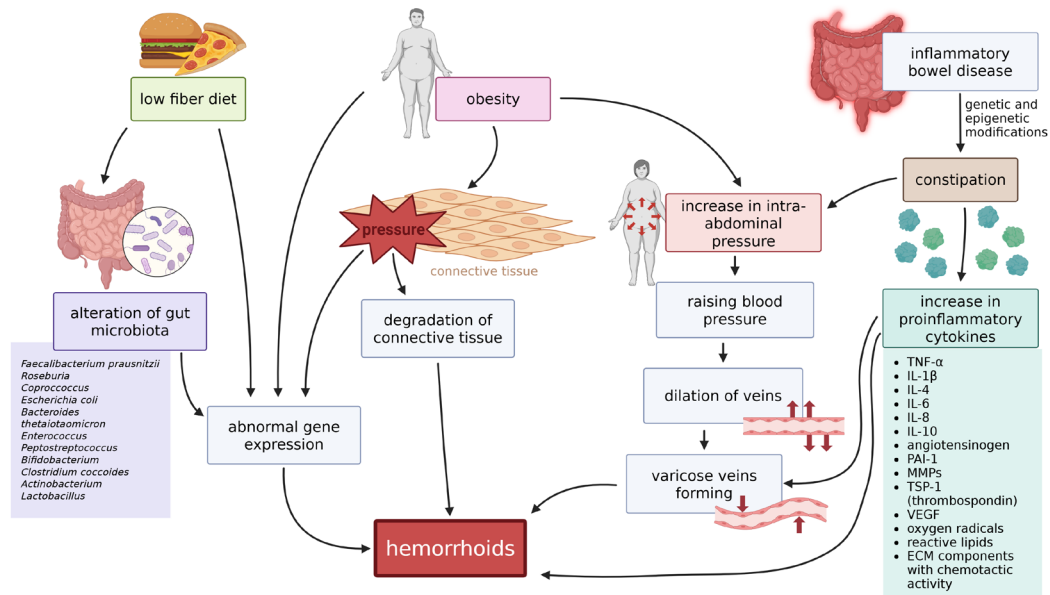 low fiber diet
obesity
inflammatory
bowel disease
genetic and
epigenetic
modifications
constipation
pressure
connective tissue
increase in intra-
abdominal
pressure
alteration of gut
microbiota
Faecalibacterium prausnitzii
Roseburia
Coproccoccus
Escherichia coli
Bacteroides
thetaiotaomicron
Enterococcus
Peptostreptococcus
Bifidobacterium
Clostridium coccoides
Actinobacterium
Lactobacillus
degradation of
connective tissue
raising blood
pressure
increase in
proinflammatory
cytokines
• TNF-α
• IL-1β
• IL-4
• IL-6
• IL-8
• IL-10
• angiotensinogen
• PAI-1
• MMPs
• TSP-1
(thrombospondin)
• VEGF
• oxygen radicals
• reactive lipids
• ECM components
with chemotactic
activity
dilation of veins
abnormal gene
expression
varicose veins
forming
hemorrhoids